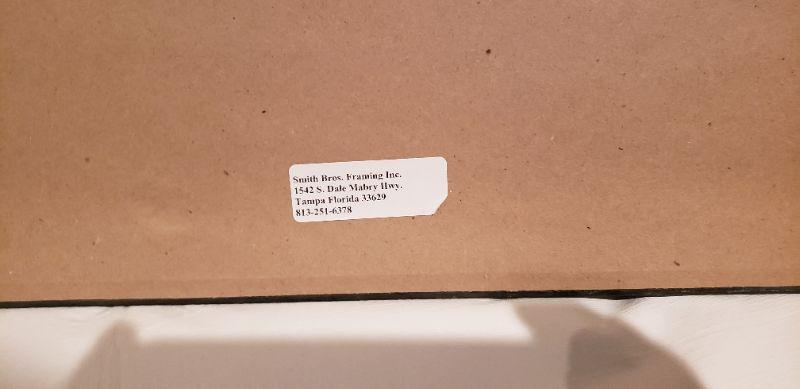 Smith Bros. Framing Inc.
1542 S. Dale Mabry Hwy.
Tampa Florida 33629
813-251-6378